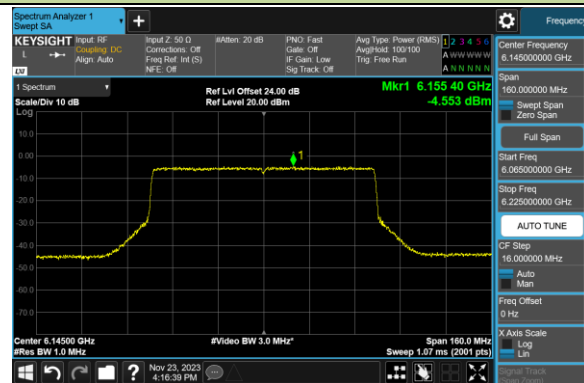 Spectrum Analyzer 1
Swept SA
Frequency
KEYSIGHT
L
Input: RF
Coupling: DC
Align: Auto
Input Z: 50 Ω
Corrections: Off
Freq Ref: Int (S)
NFE: Off
#Atten: 20 dB
PNO: Fast
Gate: Off
IF Gain: Low
Sig Track: Off
Avg Type: Power (RMS)
Avg|Hold: 100/100
Trig: Free Run
1 2 3 4 5 6
A W W W W W
A N N N N N
1 Spectrum
Scale/Div 10 dB
Log
Ref Lvl Offset 24.00 dB
Ref Level 20.00 dBm
Mkr1 6.155 40 GHz
-4.553 dBm
10.0
0.00
-10.0
-20.0
-30.0
-40.0
-50.0
-60.0
-70.0
1
Center 6.14500 GHz
#Res BW 1.0 MHz
#Video BW 3.0 MHz*
Span 160.0 MHz
Sweep 1.07 ms (2001 pts)
Center Frequency
6.145000000 GHz
Span
160.000000 MHz
Swept Span
Zero Span
Full Span
Start Freq
6.065000000 GHz
Stop Freq
6.225000000 GHz
AUTO TUNE
CF Step
16.000000 MHz
Auto
Man
Freq Offset
0 Hz
X Axis Scale
Log
Lin
Signal Track
Nov 23, 2023
4:16:39 PM